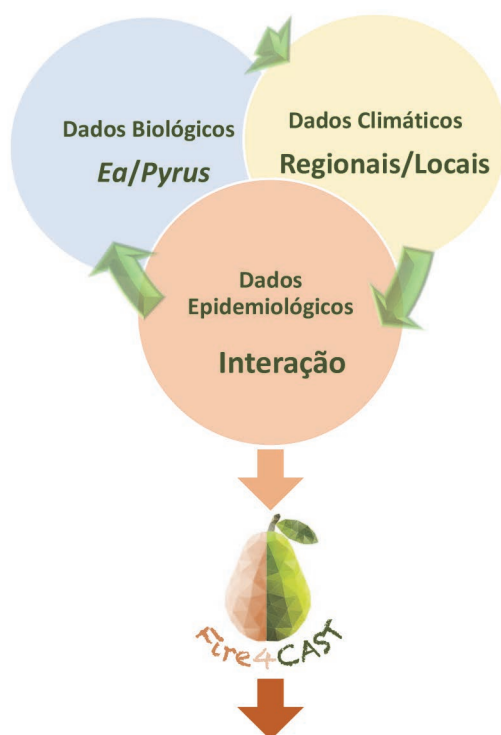 Dados Biológicos
Ea/Pyrus
Dados Climáticos
Regionais/Locais
Dados
Epidemiológicos
Interação
Fire4CAST